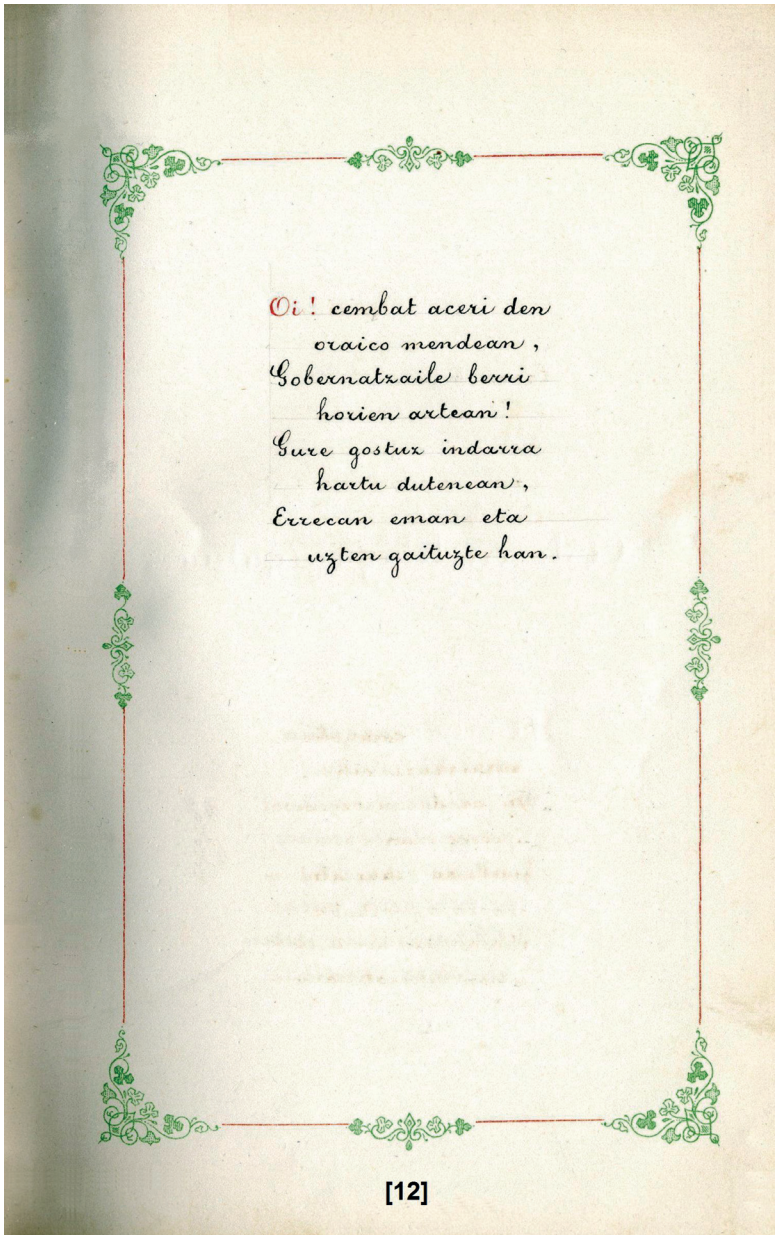 Oi! cembat aceri den
oraico mendean,
Gobernatzaile berri
horien artean!
Gure gostuz indarra
hartu dutenean,
Errecan eman eta
uzten gaituzte han.
[12]